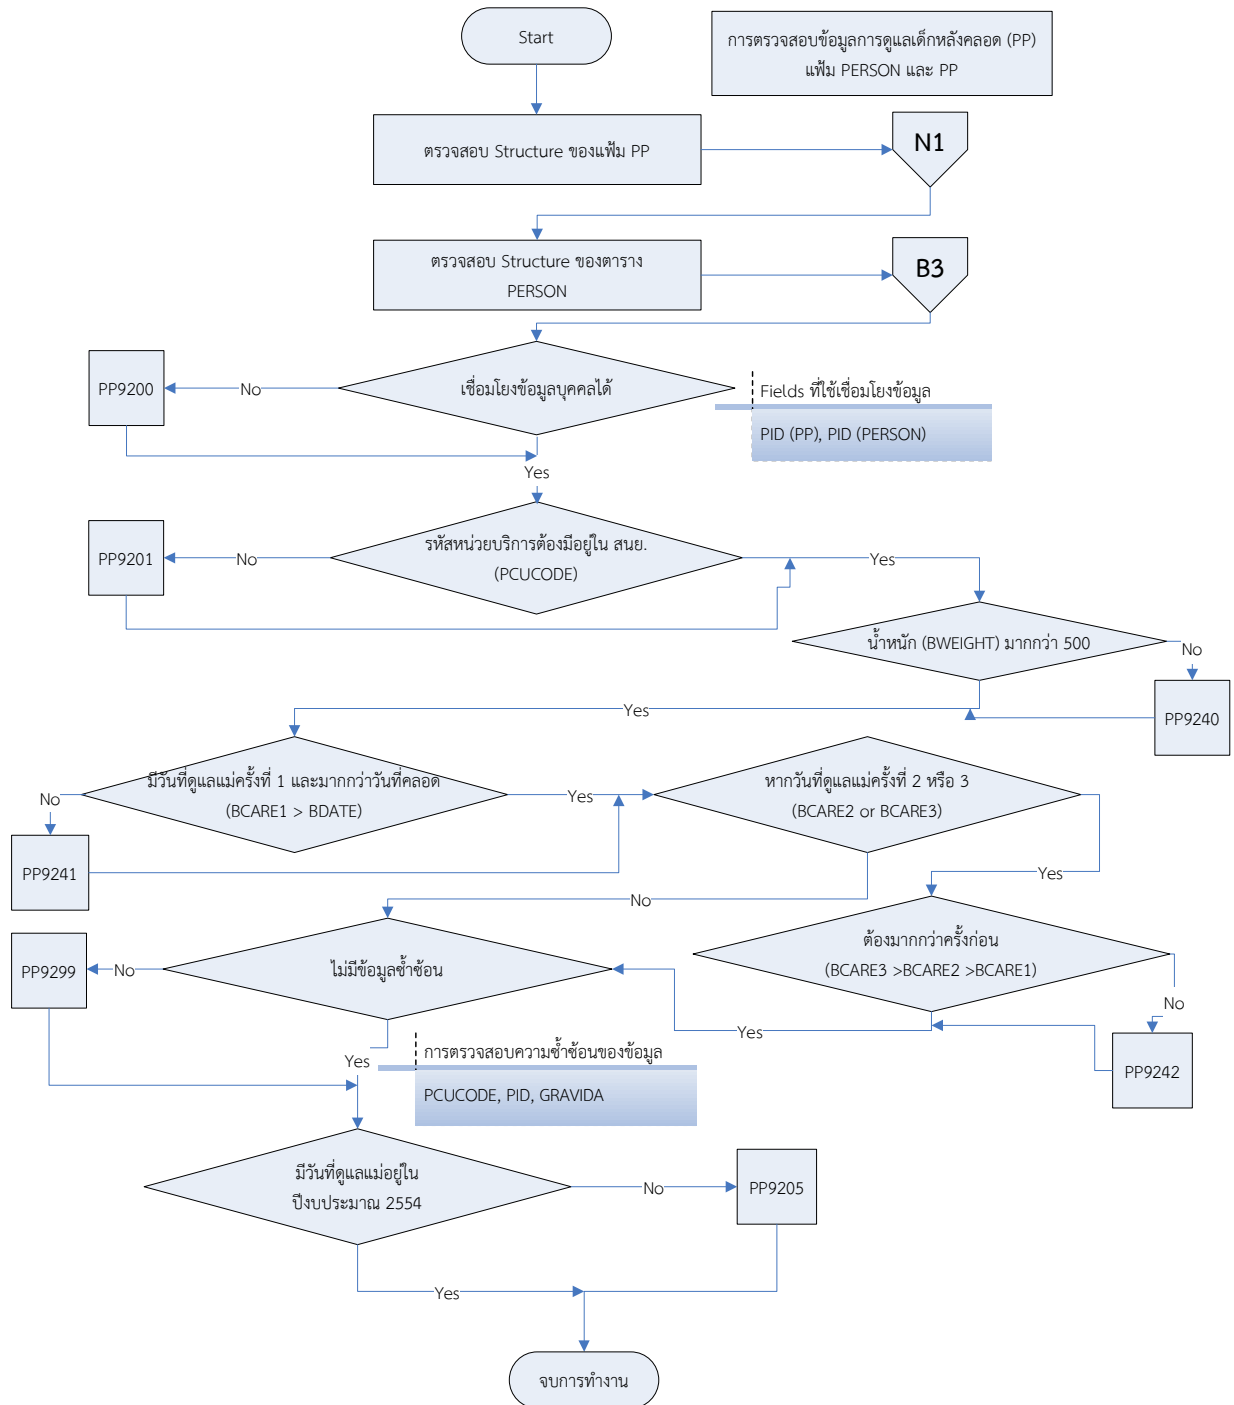 Start
การตรวจสอบข้อมูลการดูแลเด็กหลังคลอด (PP)
แฟ้ม PERSON และ PP
ตรวจสอบ Structure ของแฟ้ม PP
N1
ตรวจสอบ Structure ของตาราง
PERSON
B3
เชื่อมโยงข้อมูลบุคคลได้
No
PP9200
Fields ที่ใช้เชื่อมโยงข้อมูล
PID (PP), PID (PERSON)
Yes
รหัสหน่วยบริการต้องมีอยู่ใน สนย.
(PCUCODE)
No
PP9201
Yes
น้ำหนัก (BWEIGHT) มากกว่า 500
No
PP9240
Yes
มีวันที่ดูแลแม่ครั้งที่ 1 และมากกว่าวันที่คลอด
(BCARE1 > BDATE)
No
PP9241
Yes
หากวันที่ดูแลแม่ครั้งที่ 2 หรือ 3
(BCARE2 or BCARE3)
Yes
No
ต้องมากกว่าครั้งก่อน
(BCARE3 >BCARE2 >BCARE1)
No
PP9242
Yes
ไม่มีข้อมูลซ้ำซ้อน
No
PP9299
Yes
การตรวจสอบความซ้ำซ้อนของข้อมูล
PCUCODE, PID, GRAVIDA
มีวันที่ดูแลแม่อยู่ใน
ปีงบประมาณ 2554
No
PP9205
Yes
จบการทำงาน